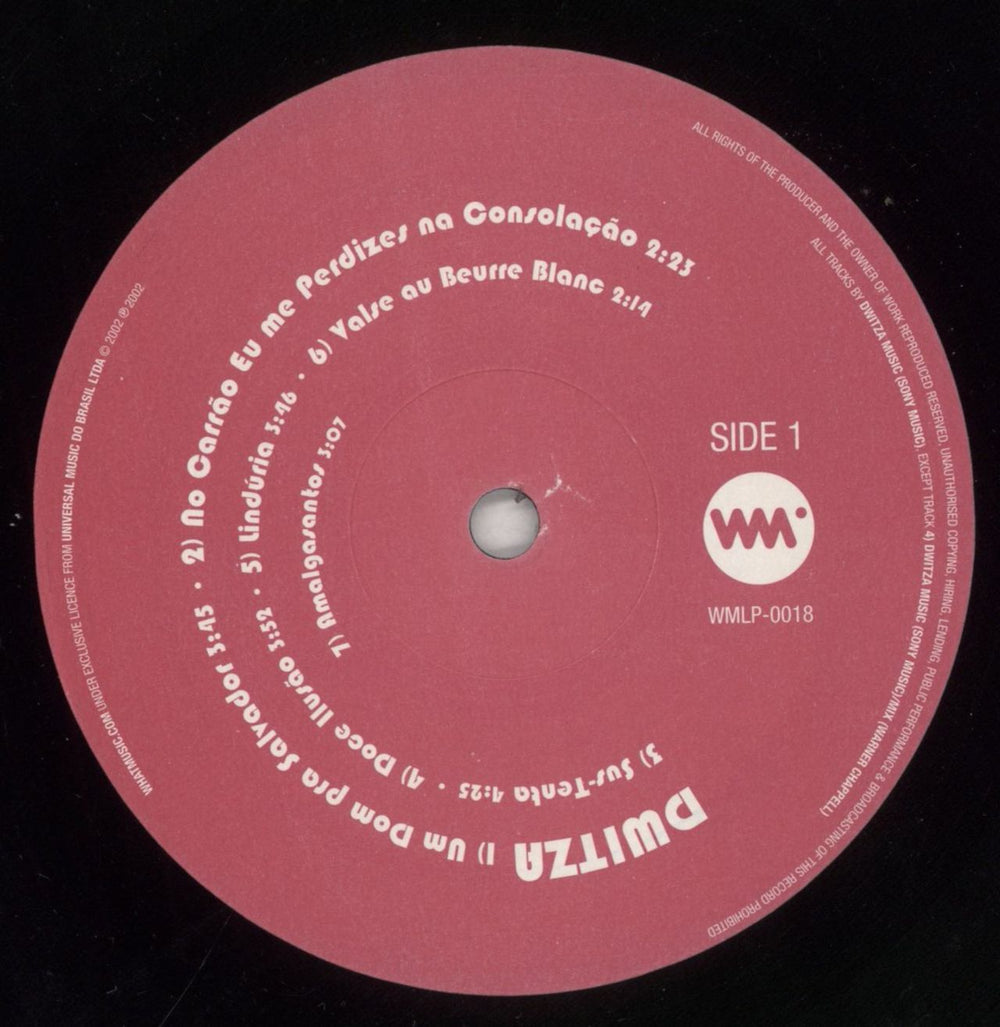 DWITZA 1) Um Dom pra Salvador 3:45 • 2) No Carrão Eu me Perdizes na Consolação 2:23
3) Sus-Tenta 4:25 • 4) Doce Ilusão 3:52 • 5) Lindúria 3:46 • 6) Valse au Beurre Blanc 2:14
7) Amalgasantos 3:07
SIDE 1
WM
WMLP-0018
WHATMUSIC.COM UNDER EXCLUSIVE LICENCE FROM UNIVERSAL MUSIC DO BRASIL LTDA © 2002 ℗ 2002
ALL RIGHTS OF THE PRODUCER AND THE OWNER OF WORK REPRODUCED RESERVED. UNAUTHORISED COPYING, HIRING, LENDING, PUBLIC PERFORMANCE & BROADCASTING OF THIS RECORD PROHIBITED
ALL TRACKS BY DWITZA MUSIC (SONY MUSIC), EXCEPT TRACK 4) DWITZA MUSIC (SONY MUSIC)/MIX (WARNER CHAPPELL)